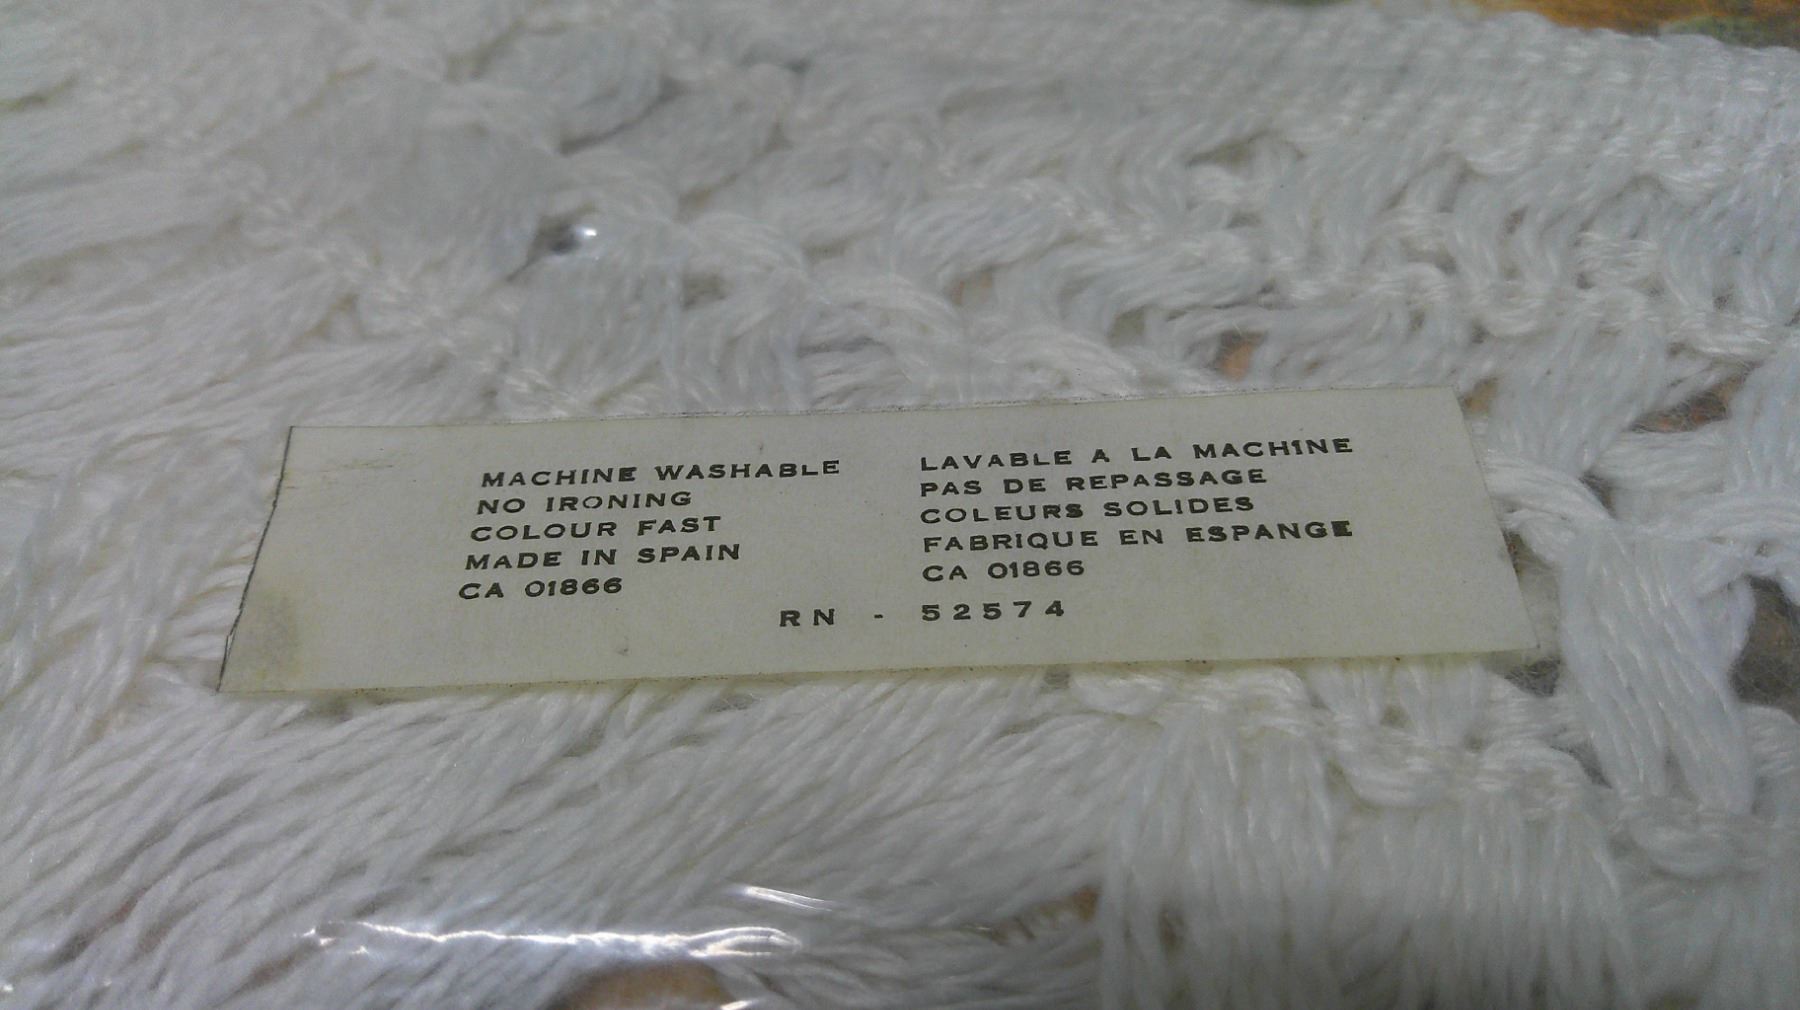 MACHINE WASHABLE
NO IRONING
COLOUR FAST
MADE IN SPAIN
CA 01866
LAVABLE A LA MACHINE
PAS DE REPASSAGE
COLEURS SOLIDES
FABRIQUE EN ESPANGE
CA 01866
RN - 52574